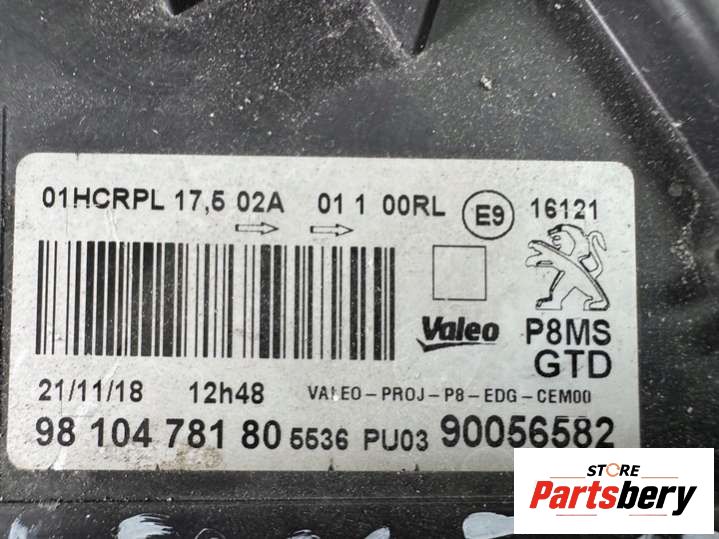 01HCRPL 17,5 02A 01 1 00RL E9 16121
Valeo P8MS
GTD
21/11/18 12h48 VALEO-PROJ-P8-EDG-CEM00
98 104 781 80 5536 PU03 90056582
STORE
Partsbery